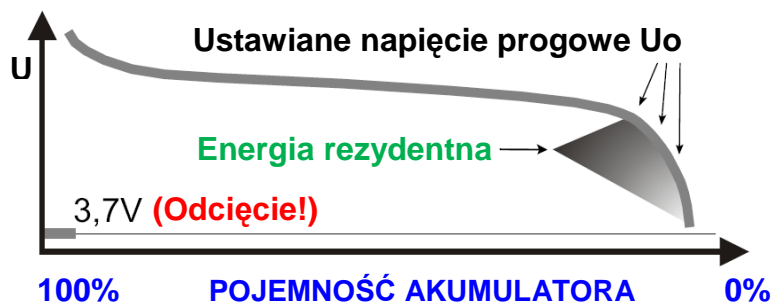 Ustawiane napięcie progowe Uo
U
Energia rezydentna
3,7V (Odcięcie!)
100% POJEMNOŚĆ AKUMULATORA 0%